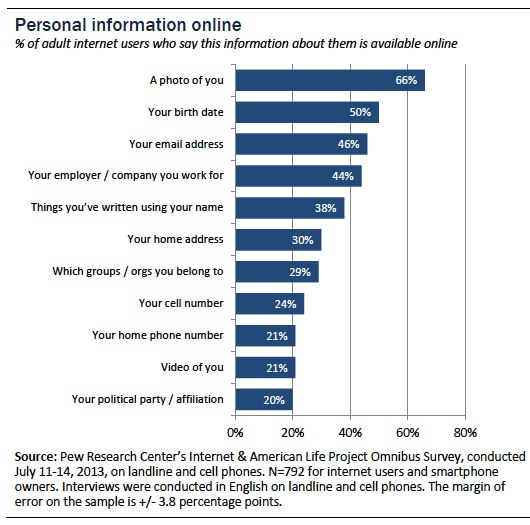 Personal information online
% of adult internet users who say this information about them is available online
A photo of you 66%
Your birth date 50%
Your email address 46%
Your employer / company you work for 44%
Things you've written using your name 38%
Your home address 30%
Which groups / orgs you belong to 29%
Your cell number 24%
Your home phone number 21%
Video of you 21%
Your political party / affiliation 20%
0% 20% 40% 60% 80%
Source: Pew Research Center's Internet & American Life Project Omnibus Survey, conducted
July 11-14, 2013, on landline and cell phones. N=792 for internet users and smartphone
owners. Interviews were conducted in English on landline and cell phones. The margin of
error on the sample is +/- 3.8 percentage points.